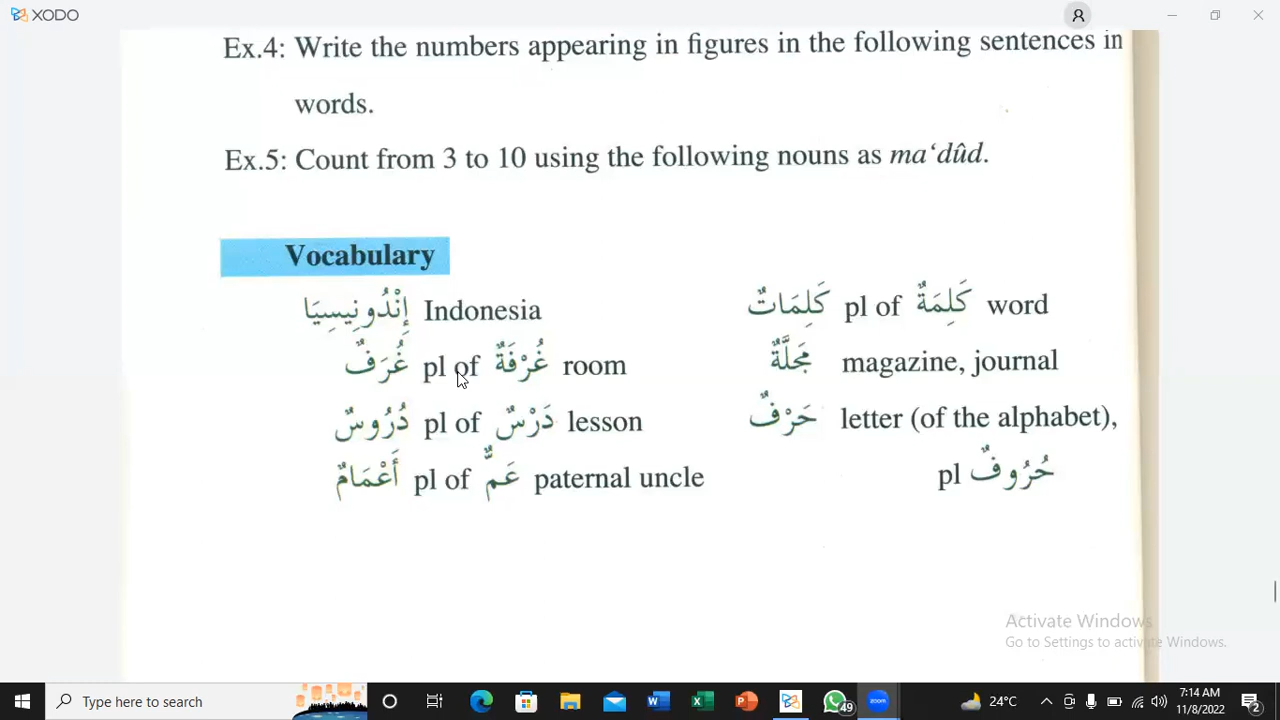 XODO
Ex.4: Write the numbers appearing in figures in the following sentences in
words.
Ex.5: Count from 3 to 10 using the following nouns as ma‘dûd.
Vocabulary
إِنْدُونِيسِيَا Indonesia
غُرَفٌ pl of غُرْفَةٌ room
دُرُوسٌ pl of دَرْسٌ lesson
أَعْمَامٌ pl of عَمٌّ paternal uncle
كَلِمَاتٌ pl of كَلِمَةٌ word
مَجَلَّةٌ magazine, journal
حَرْفٌ letter (of the alphabet),
pl حُرُوفٌ
Activate Windows
Go to Settings to activate Windows.
Type here to search
49
zoom
24°C
7:14 AM
11/8/2022
2